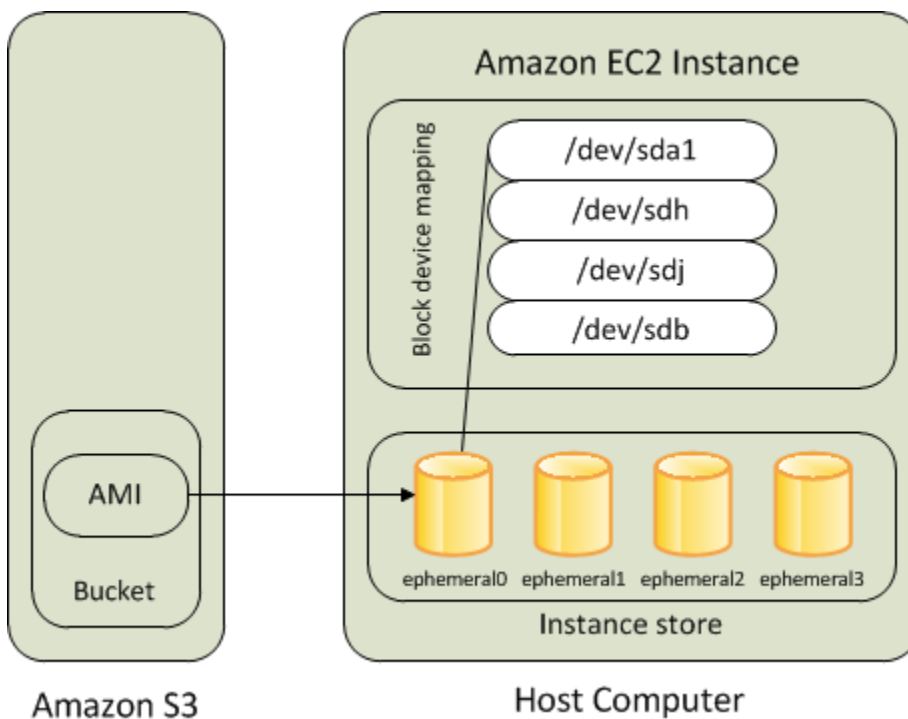 Amazon EC2 Instance
Block device mapping
/dev/sda1
/dev/sdh
/dev/sdj
/dev/sdb
AMI
Bucket
ephemeral0
ephemeral1
ephemeral2
ephemeral3
Instance store
Amazon S3
Host Computer